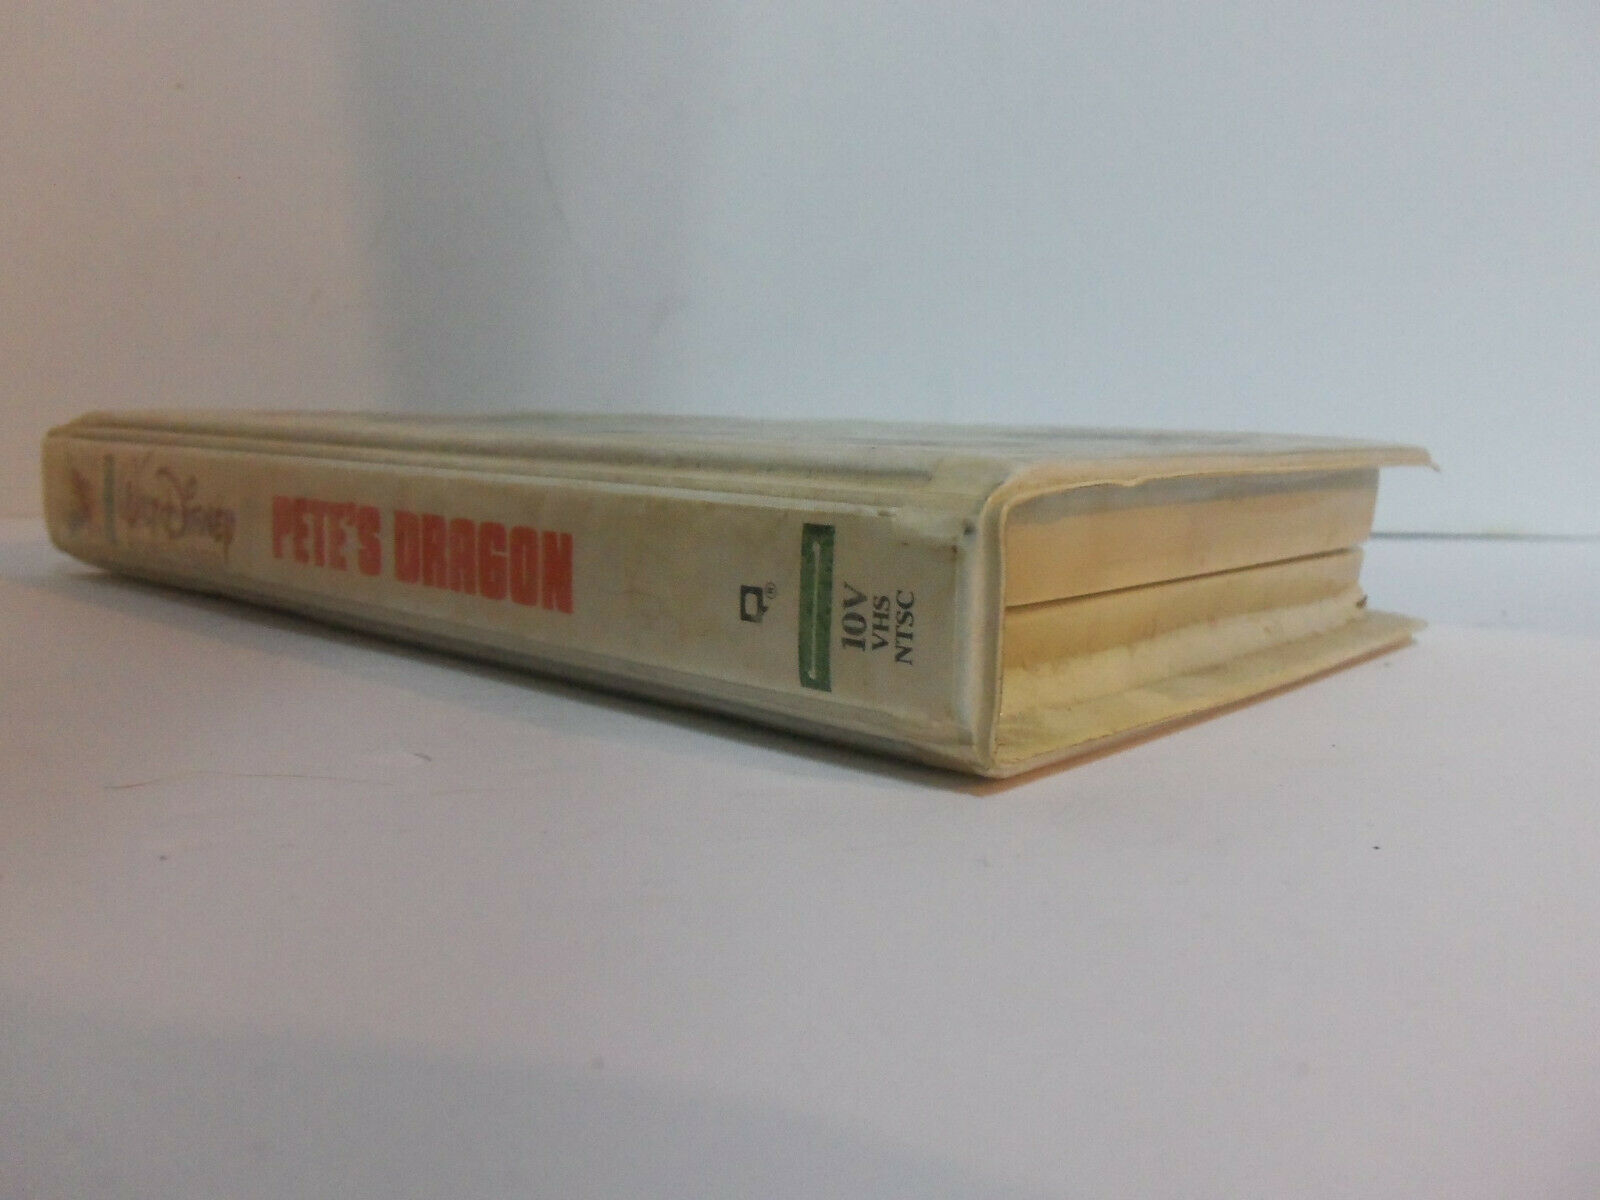 WALT DISNEY
PETE'S DRAGON
®
10V
VHS
NTSC